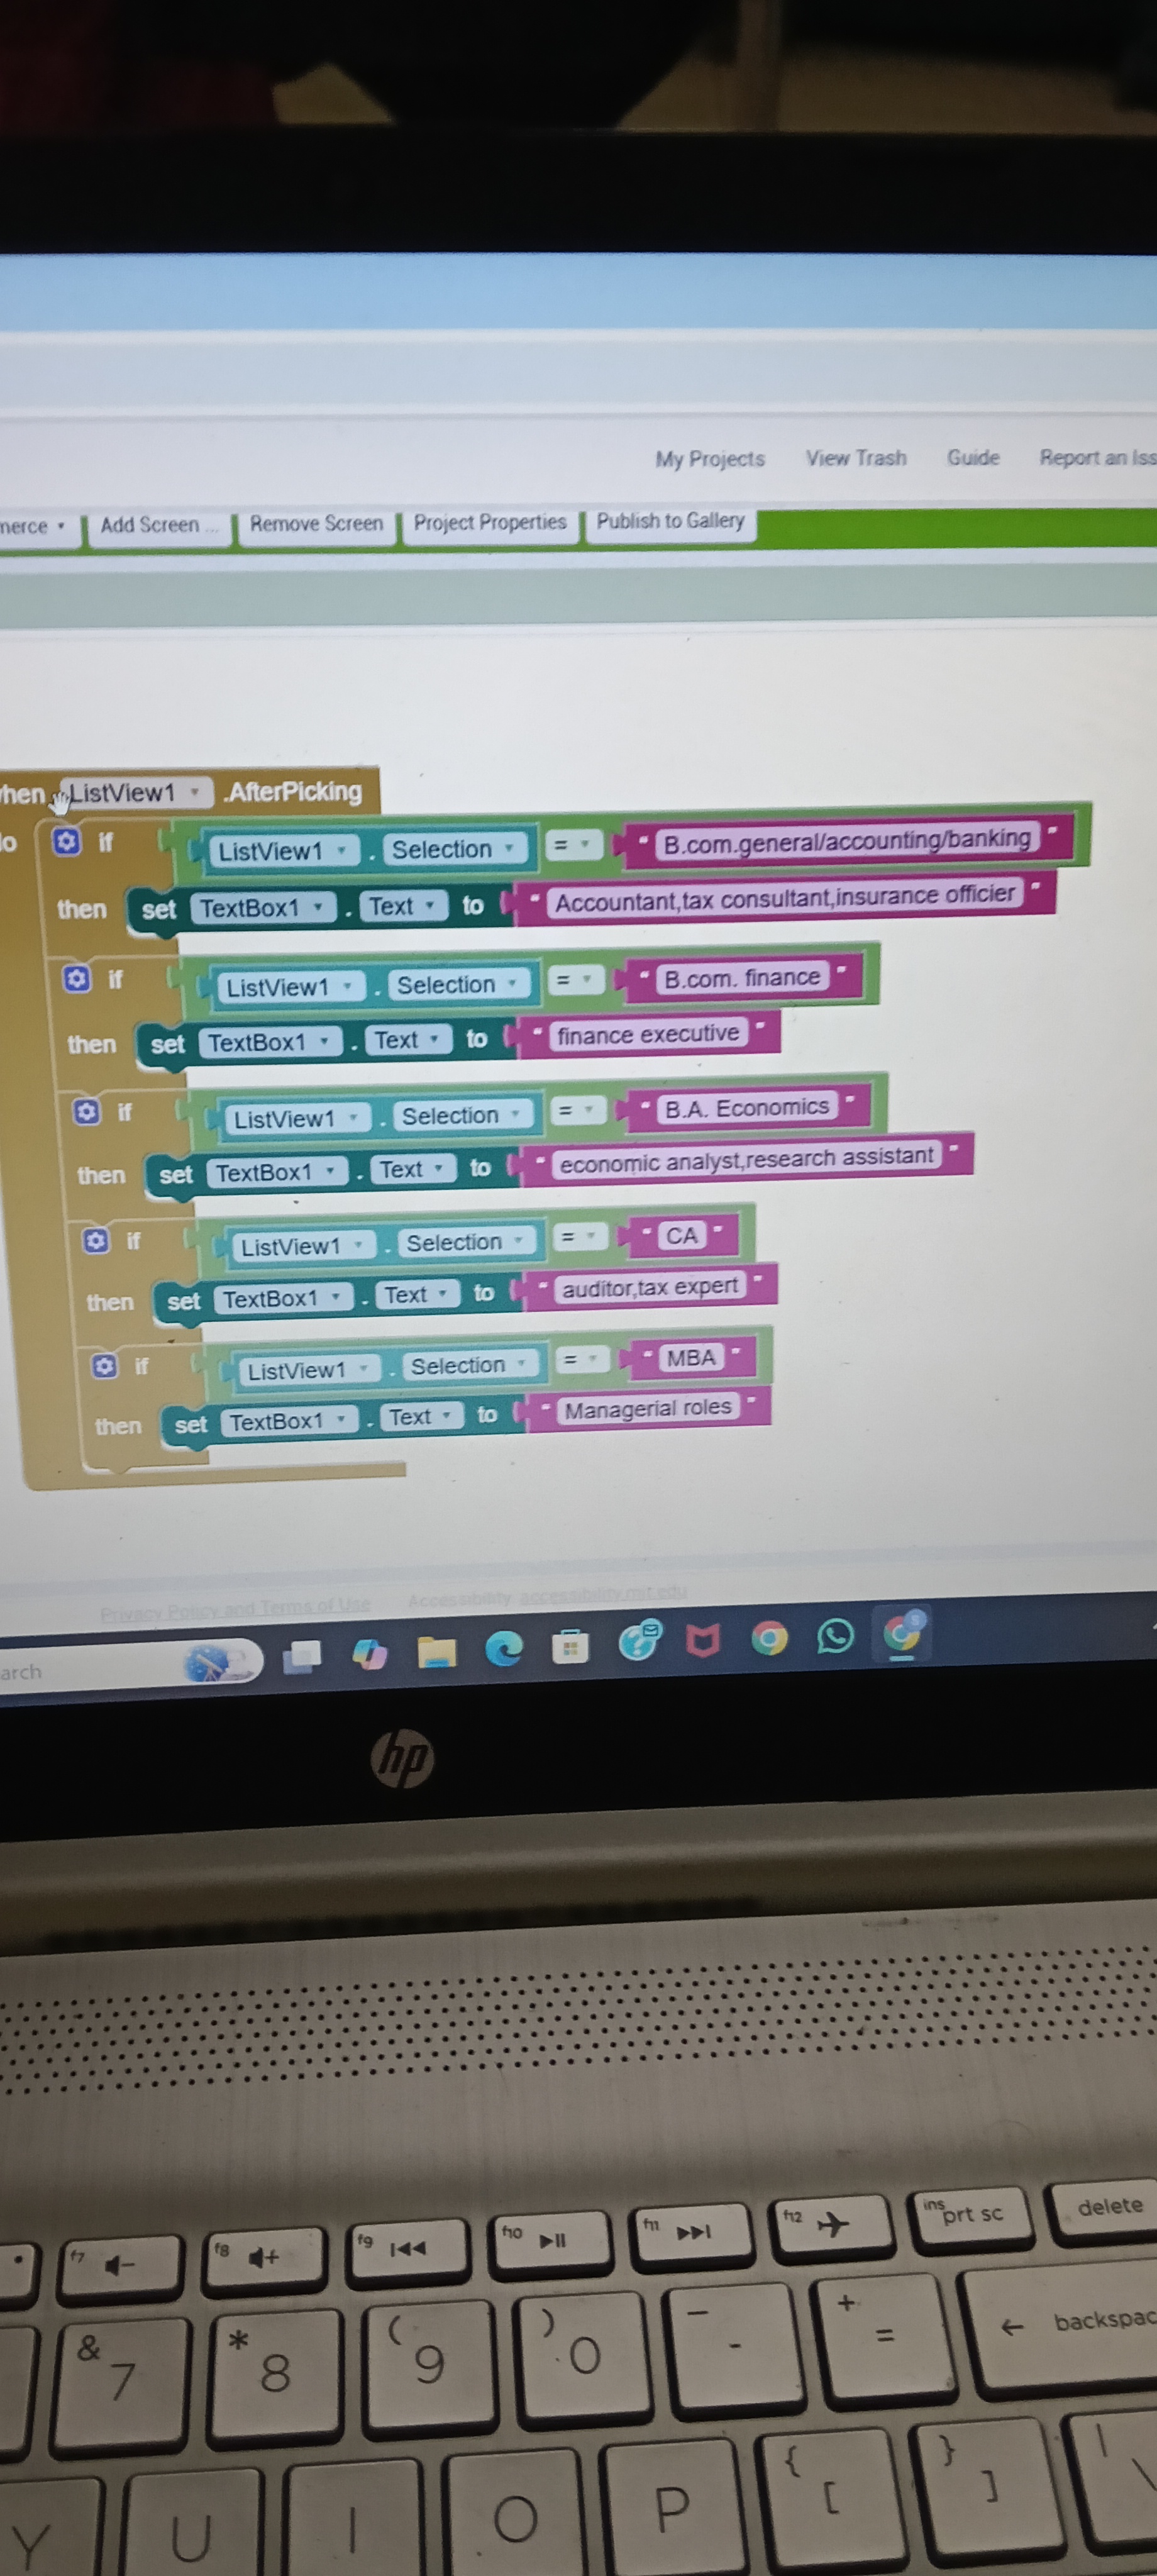 My Projects View Trash Guide Report an Iss
merce Add Screen ... Remove Screen Project Properties Publish to Gallery
hen ListView1 .AfterPicking
do if ListView1 . Selection = " B.com.general/accounting/banking "
then set TextBox1 . Text to " Accountant,tax consultant,insurance officier "
if ListView1 . Selection = " B.com. finance "
then set TextBox1 . Text to " finance executive "
if ListView1 . Selection = " B.A. Economics "
then set TextBox1 . Text to " economic analyst,research assistant "
if ListView1 . Selection = " CA "
then set TextBox1 . Text to " auditor,tax expert "
if ListView1 . Selection = " MBA "
then set TextBox1 . Text to " Managerial roles "
Privacy Policy and Terms of Use Accessibility: accessibility.mit.edu
arch
hp
f7 f8 f9 f10 f11 f12 ins prt sc delete
& 7 * 8 ( 9 ) 0 _ - + = ← backspac
Y U I O P { [ } ] | \